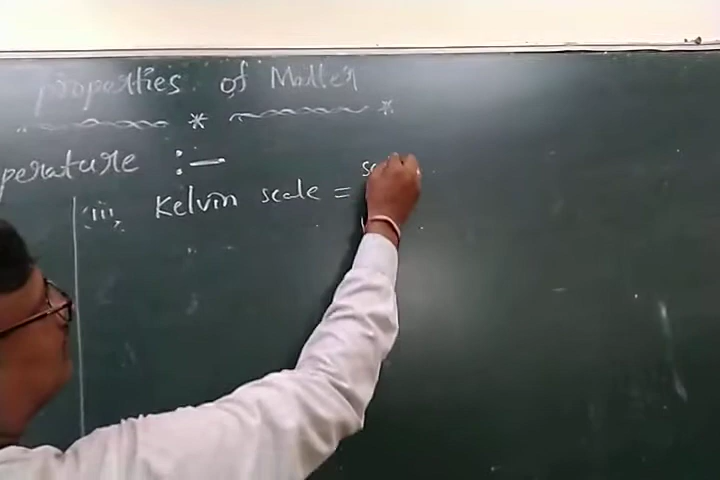 properties of Matter
perature :-
(iii) Kelvin scale =